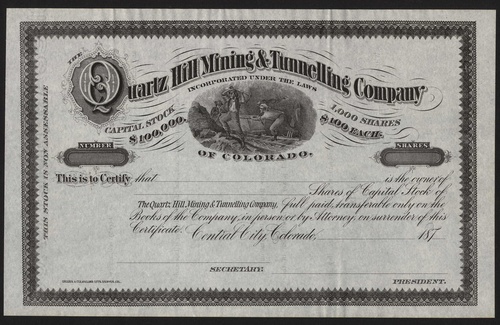 THIS STOCK IS NON ASSESSABLE
THE
Quartz Hill Mining & Tunnelling Company
INCORPORATED UNDER THE LAWS
CAPITAL STOCK
$100,000.
1,000 SHARES
$100 EACH.
OF COLORADO.
NUMBER
SHARES
This is to Certify that
is the owner of
Shares of Capital Stock of
The Quartz Hill Mining & Tunnelling Company, full paid, transferable only on the
Books of the Company, in person or by Attorney, on surrender of this
Certificate. Central City, Colorado, 187
SECRETARY.
PRESIDENT.